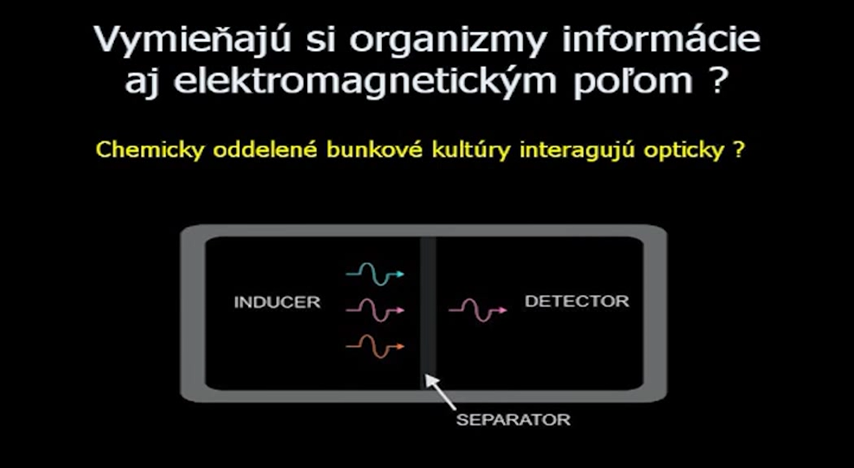 Vymieňajú si organizmy informácie
aj elektromagnetickým poľom ?
Chemicky oddelené bunkové kultúry interagujú opticky ?
INDUCER
DETECTOR
SEPARATOR